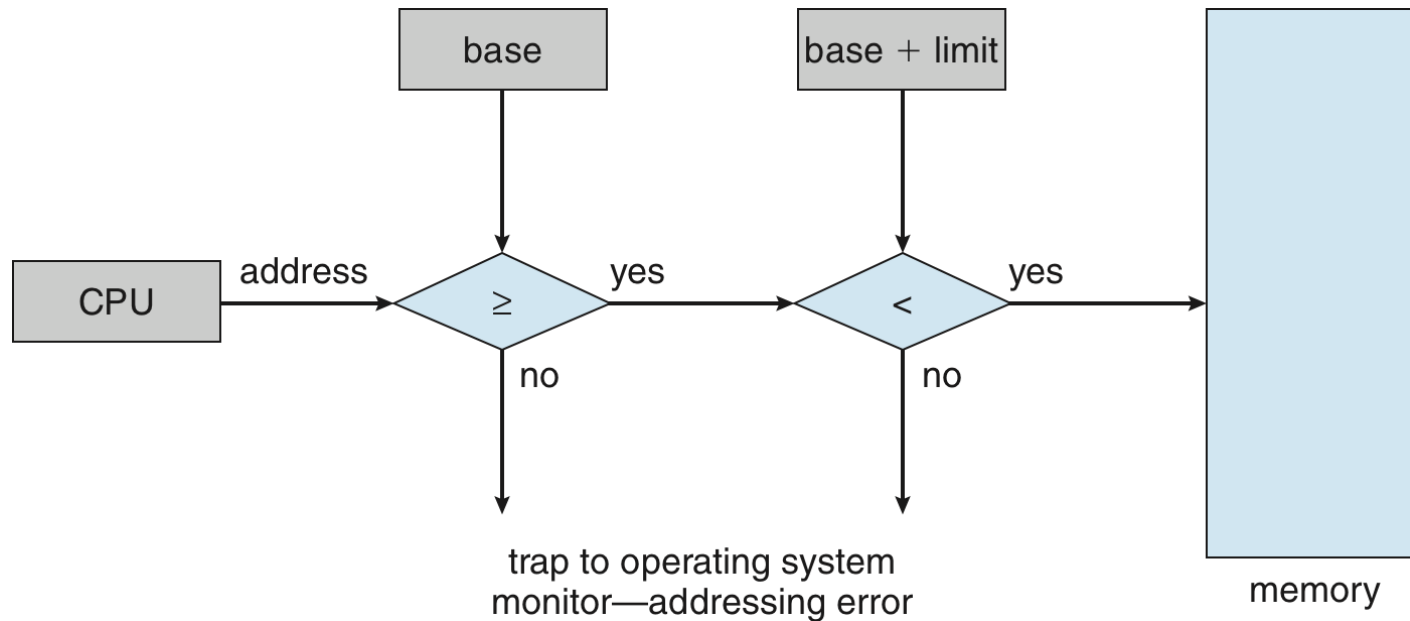 base
base + limit
CPU
address
≥
yes
<
yes
no
no
trap to operating system
monitor—addressing error
memory